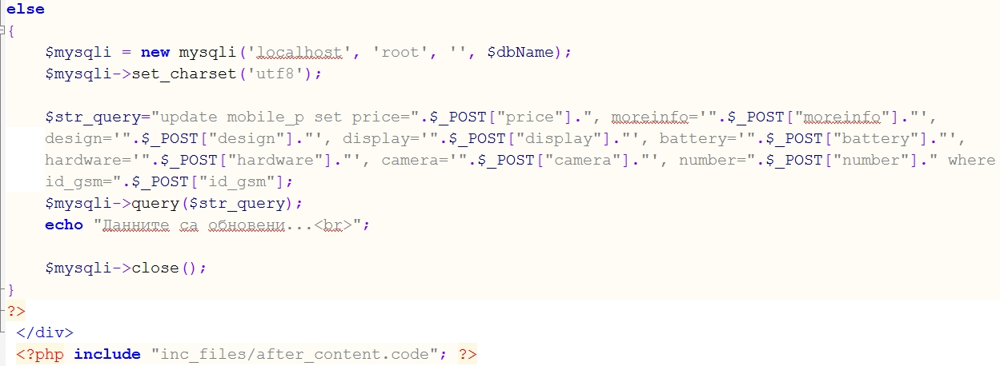 else
{
$mysqli = new mysqli('localhost', 'root', '', $dbName);
$mysqli->set_charset('utf8');
$str_query="update mobile_p set price=".$_POST["price"].", moreinfo='".$_POST["moreinfo"]."',
design='".$_POST["design"]."', display='".$_POST["display"]."', battery='".$_POST["battery"]."',
hardware='".$_POST["hardware"]."', camera='".$_POST["camera"]."', number=".$_POST["number"]." where
id_gsm=".$_POST["id_gsm"];
$mysqli->query($str_query);
echo "Данните са обновени...<br>";
$mysqli->close();
}
?>
</div>
<?php include "inc_files/after_content.code"; ?>